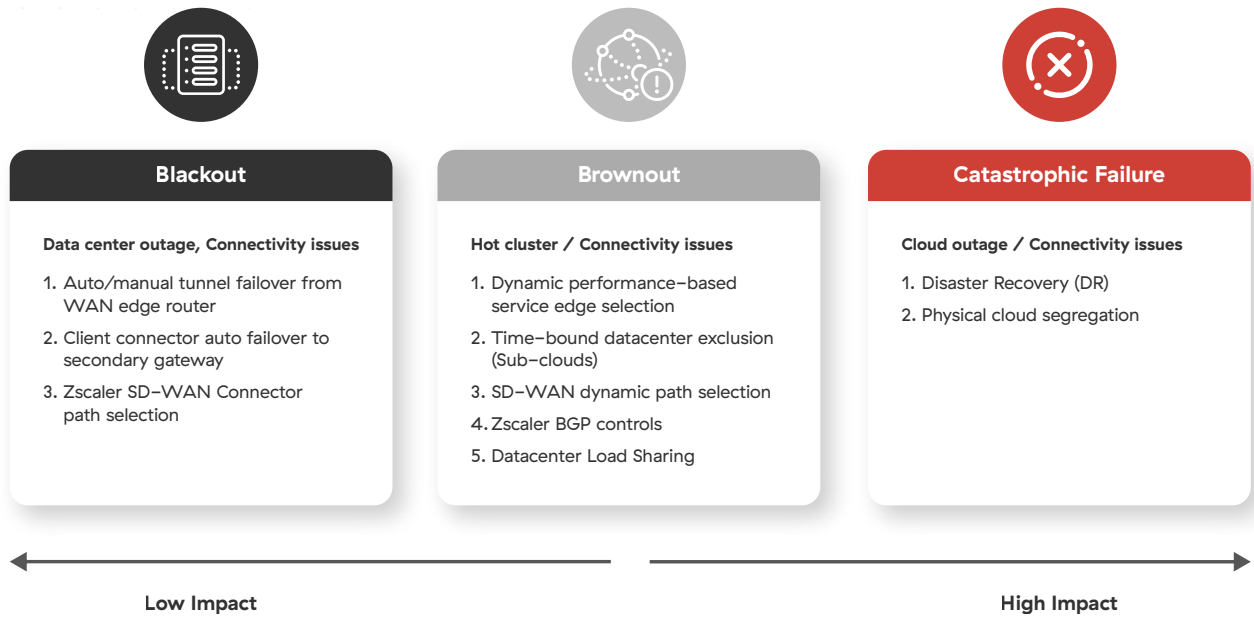 Blackout
Data center outage, Connectivity issues
1. Auto/manual tunnel failover from
WAN edge router
2. Client connector auto failover to
secondary gateway
3. Zscaler SD-WAN Connector
path selection
Brownout
Hot cluster / Connectivity issues
1. Dynamic performance-based
service edge selection
2. Time-bound datacenter exclusion
(Sub-clouds)
3. SD-WAN dynamic path selection
4. Zscaler BGP controls
5. Datacenter Load Sharing
Catastrophic Failure
Cloud outage / Connectivity issues
1. Disaster Recovery (DR)
2. Physical cloud segregation
Low Impact
High Impact